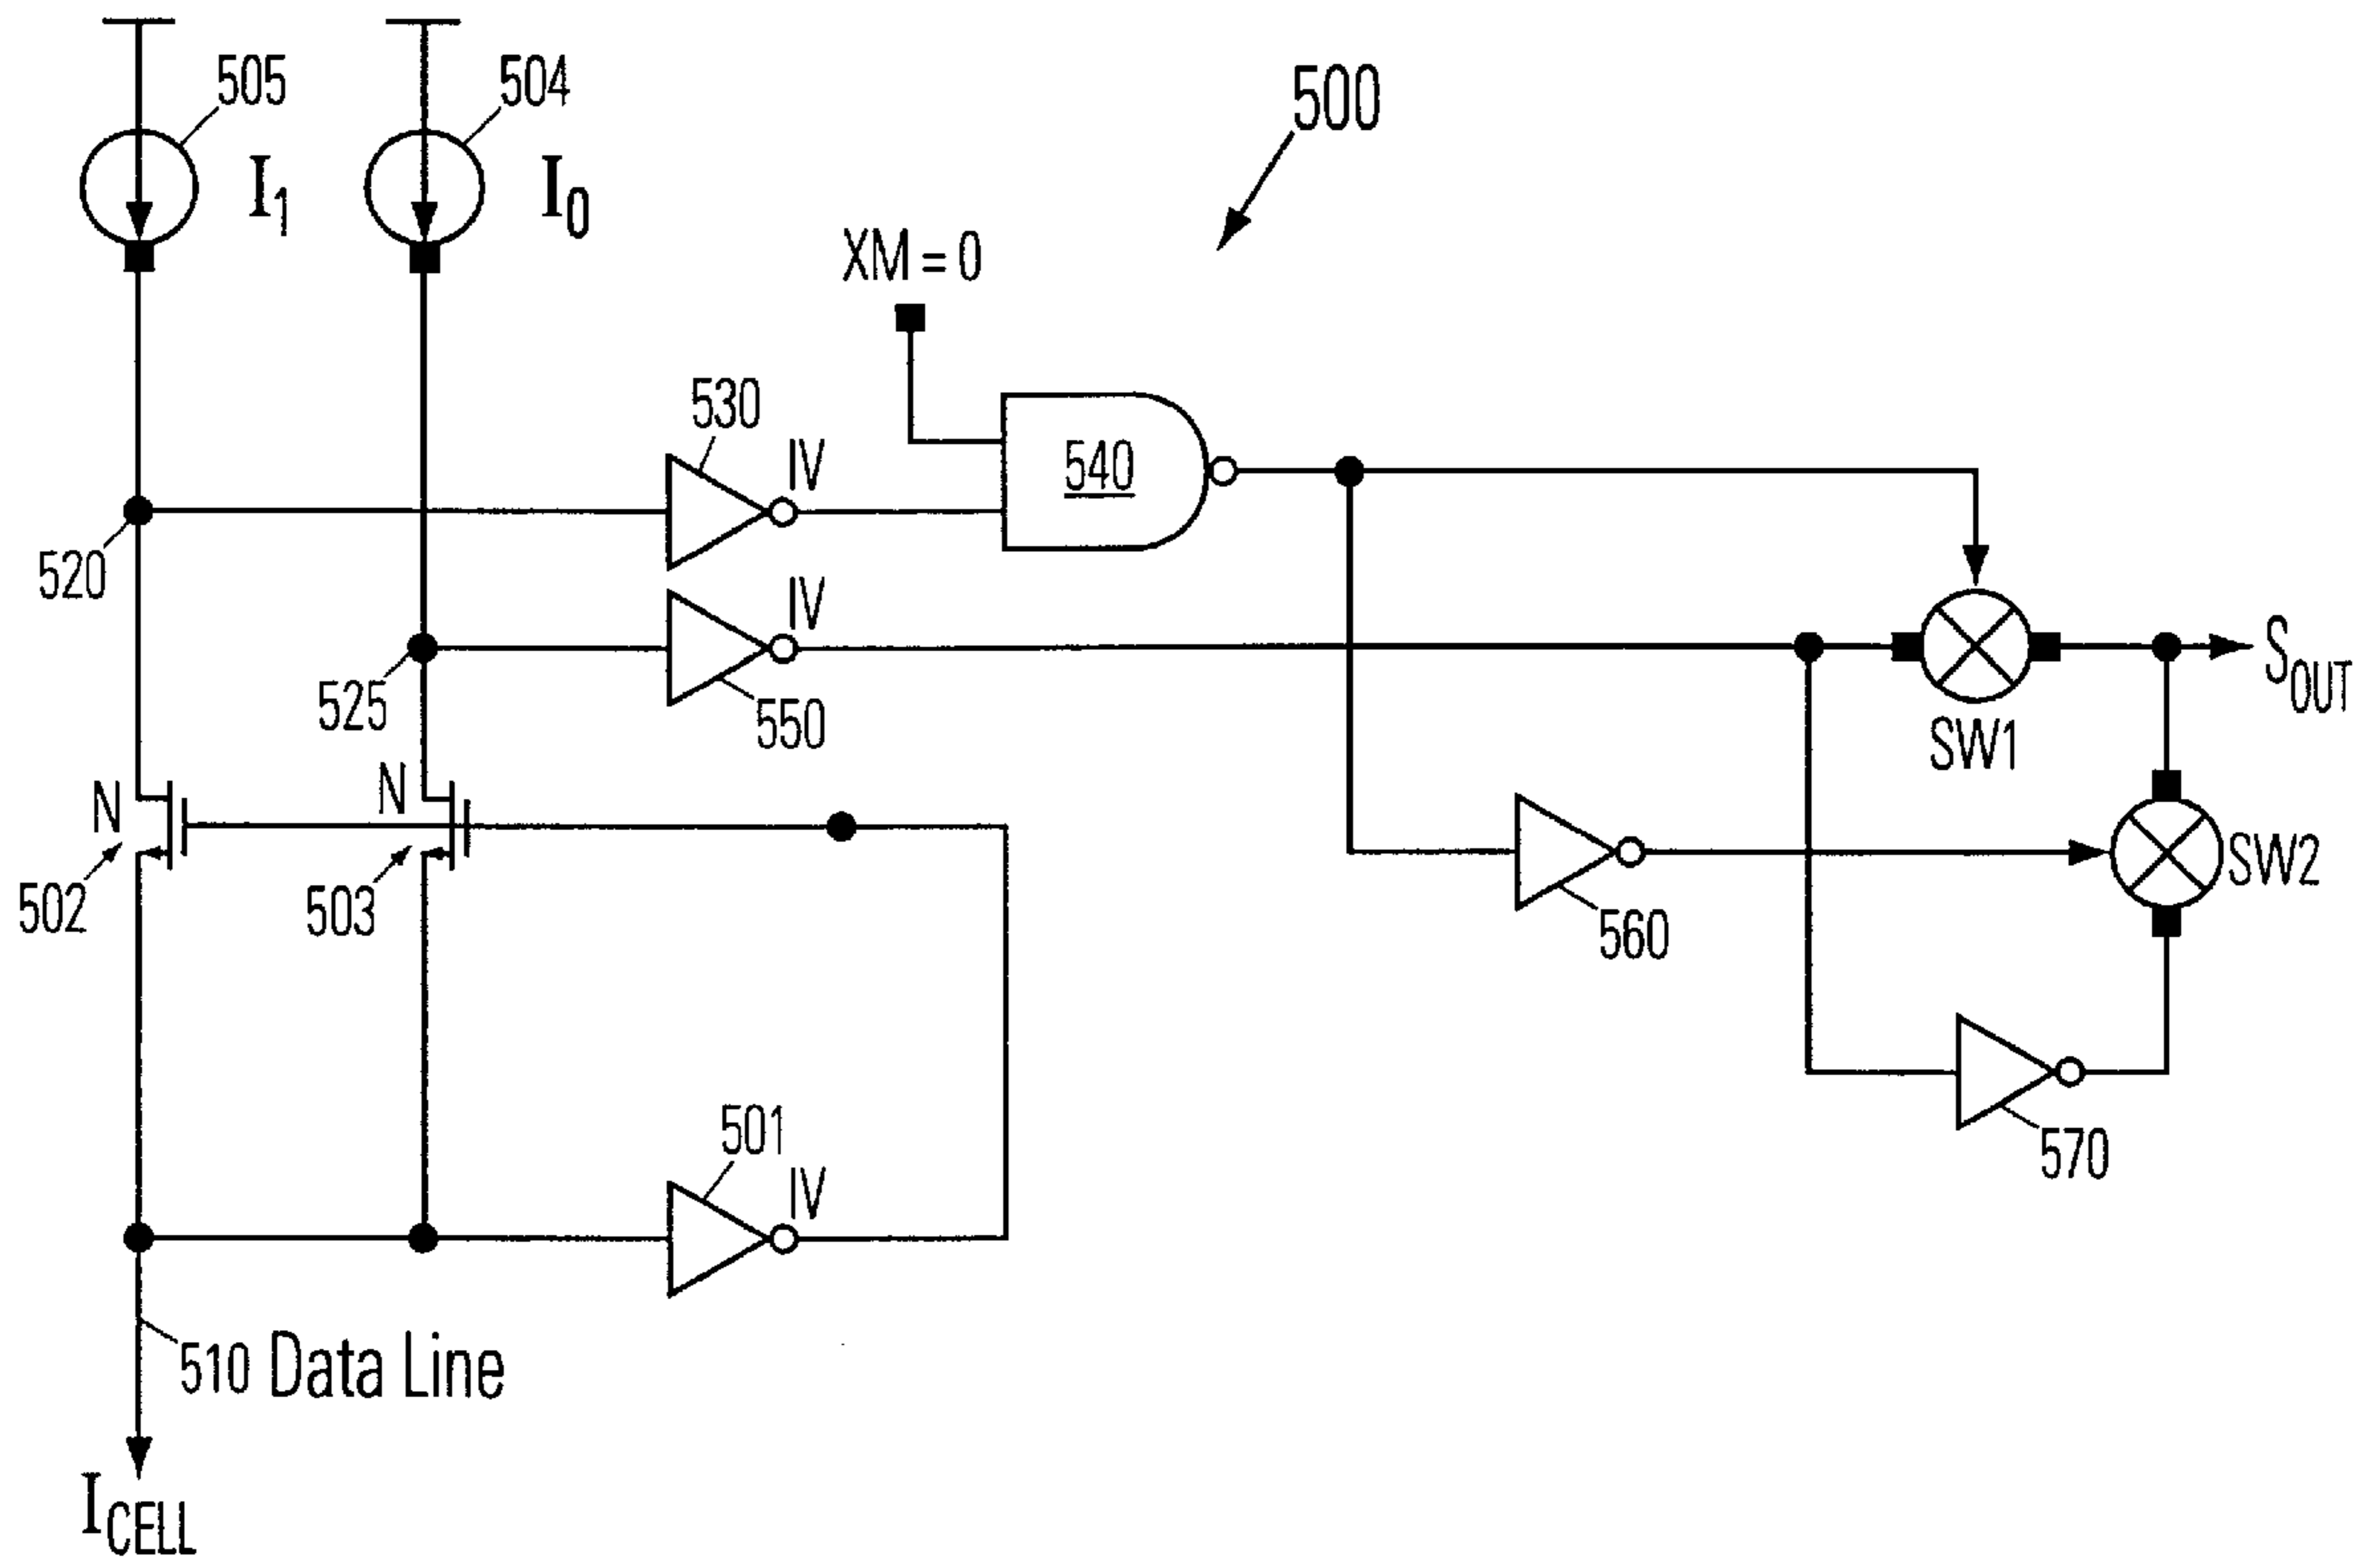 505
504
500
I1
I0
XM = 0
530
IV
540
520
IV
525
550
SOUT
SW1
N
N
502
503
SW2
560
501
IV
570
510 Data Line
ICELL